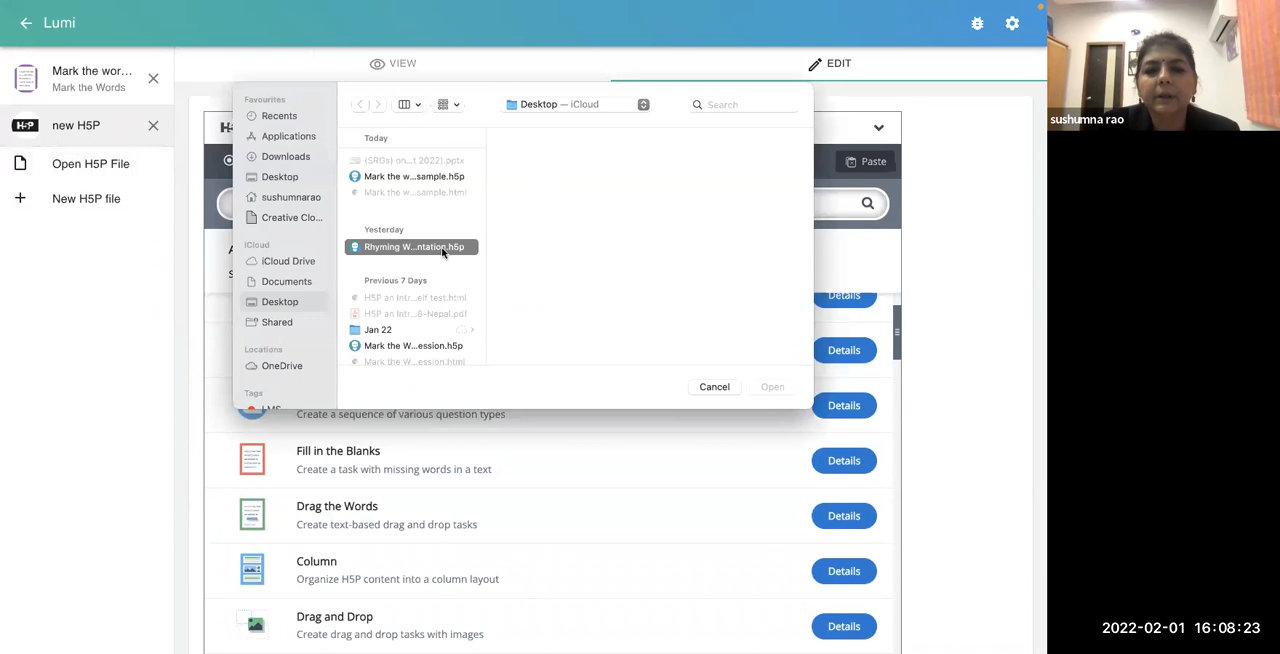 Lumi
Mark the wor...
Mark the Words
new H5P
Open H5P File
New H5P file
VIEW
EDIT
H-P
Paste
Favourites
Recents
Applications
Downloads
Desktop
sushumnarao
Creative Clo...
iCloud
iCloud Drive
Documents
Desktop
Shared
Locations
OneDrive
Tags
LMS
Desktop — iCloud
Search
Today
(SRGs) on...t 2022).pptx
Mark the w...sample.h5p
Mark the w...sample.html
Yesterday
Rhyming W...ntation.h5p
Previous 7 Days
H5P an Intr...elf test.html
H5P an Intr...8-Nepal.pdf
Jan 22
Mark the W...ession.h5p
Mark the W...ession.html
Cancel
Open
Details
Details
Create a sequence of various question types
Details
Fill in the Blanks
Create a task with missing words in a text
Details
Drag the Words
Create text-based drag and drop tasks
Details
Column
Organize H5P content into a column layout
Details
Drag and Drop
Create drag and drop tasks with images
Details
sushumna rao
2022-02-01 16:08:23